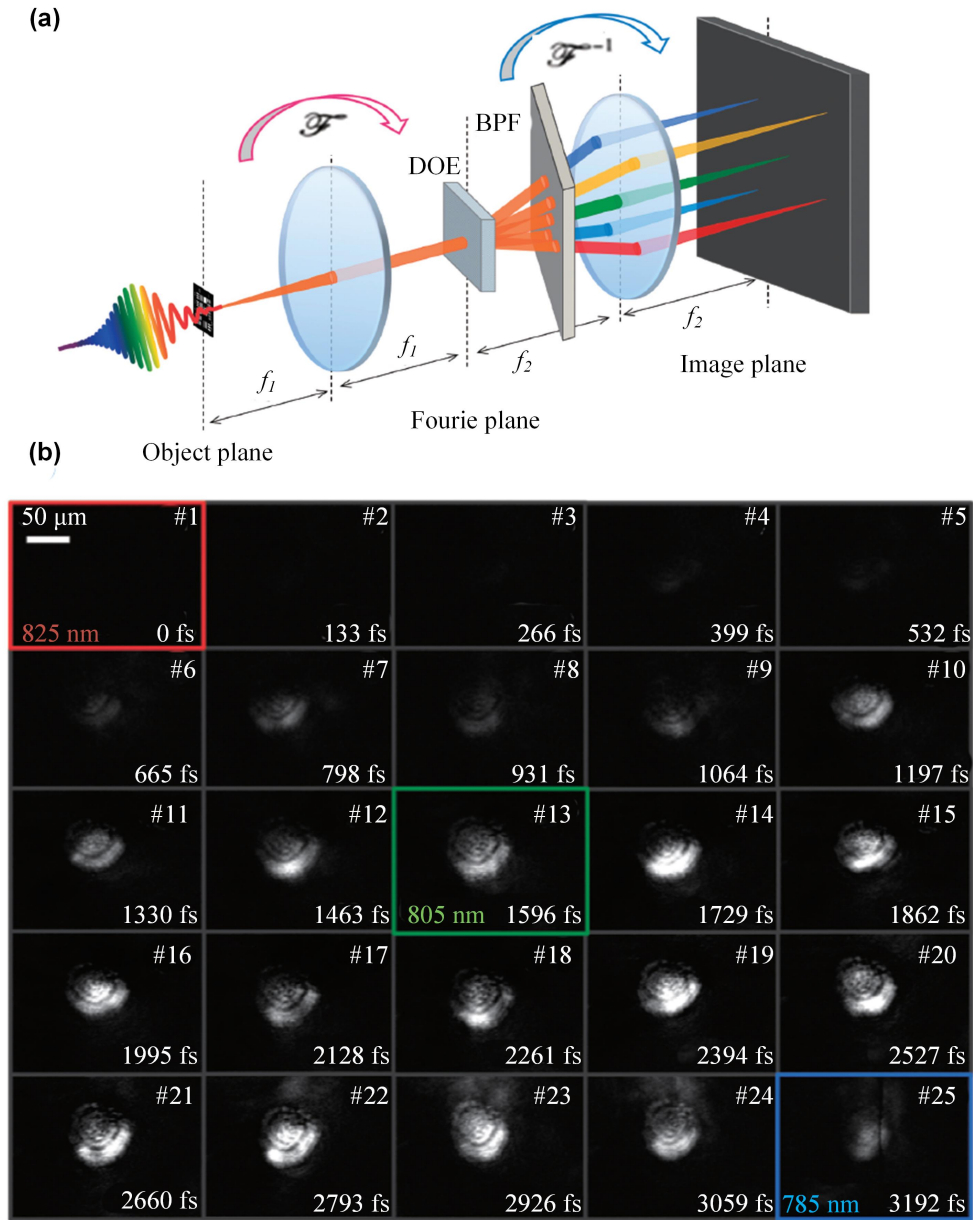 (a)
ℱ
ℱ⁻¹
BPF
DOE
f₁
f₁
f₂
f₂
Image plane
Fourie plane
Object plane
(b)
50 μm #1 #2 #3 #4 #5
825 nm 0 fs 133 fs 266 fs 399 fs 532 fs
#6 #7 #8 #9 #10
665 fs 798 fs 931 fs 1064 fs 1197 fs
#11 #12 #13 #14 #15
1330 fs 1463 fs 805 nm 1596 fs 1729 fs 1862 fs
#16 #17 #18 #19 #20
1995 fs 2128 fs 2261 fs 2394 fs 2527 fs
#21 #22 #23 #24 #25
2660 fs 2793 fs 2926 fs 3059 fs 785 nm 3192 fs